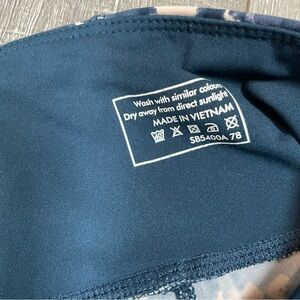 Wash with similar colours
Dry away from direct sunlight
MADE IN VIETNAM
SB5400A 78